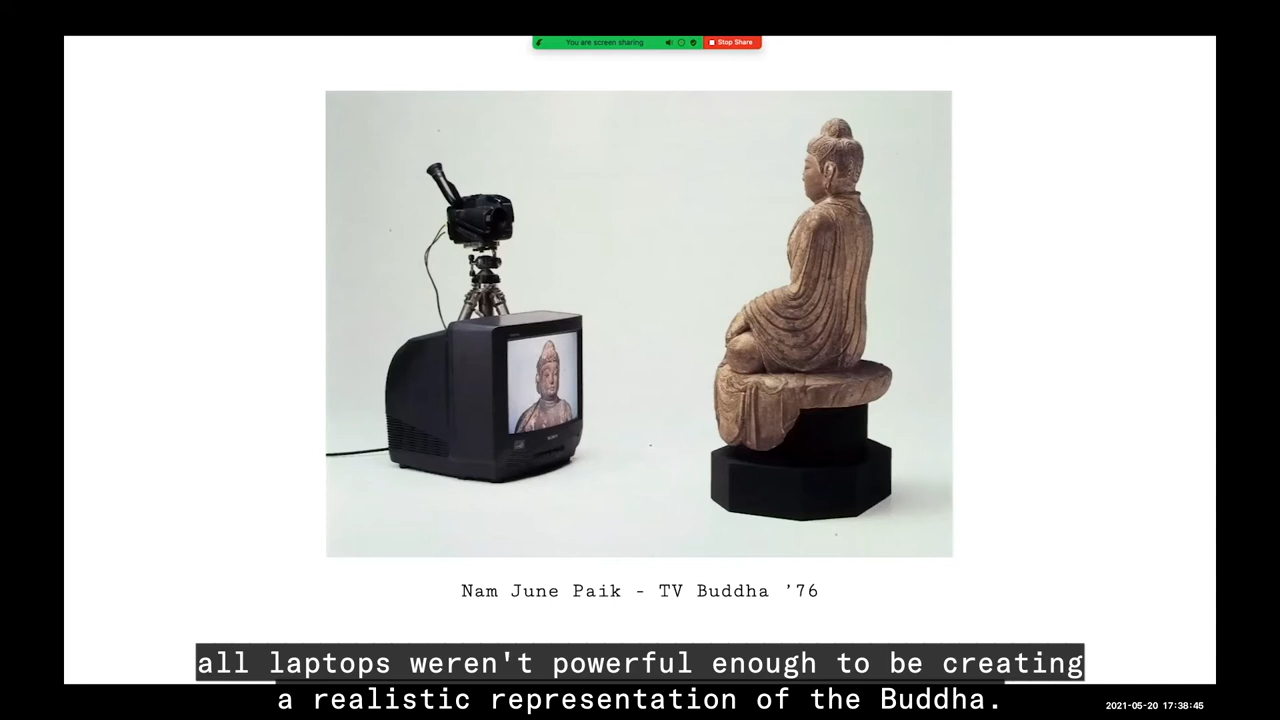 You are screen sharing
Stop Share
Nam June Paik - TV Buddha ’76
all laptops weren't powerful enough to be creating
a realistic representation of the Buddha.
2021-05-20 17:38:45